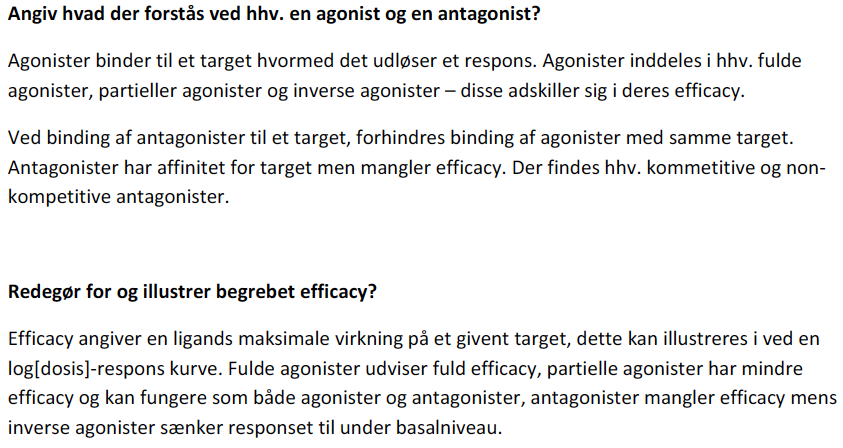 Angiv hvad der forstås ved hhv. en agonist og en antagonist?
Agonister binder til et target hvormed det udløser et respons. Agonister inddeles i hhv. fulde
agonister, partieller agonister og inverse agonister – disse adskiller sig i deres efficacy.
Ved binding af antagonister til et target, forhindres binding af agonister med samme target.
Antagonister har affinitet for target men mangler efficacy. Der findes hhv. kommetitive og non-
kompetitive antagonister.
Redegør for og illustrer begrebet efficacy?
Efficacy angiver en ligands maksimale virkning på et givent target, dette kan illustreres i ved en
log[dosis]-respons kurve. Fulde agonister udviser fuld efficacy, partielle agonister har mindre
efficacy og kan fungere som både agonister og antagonister, antagonister mangler efficacy mens
inverse agonister sænker responset til under basalniveau.